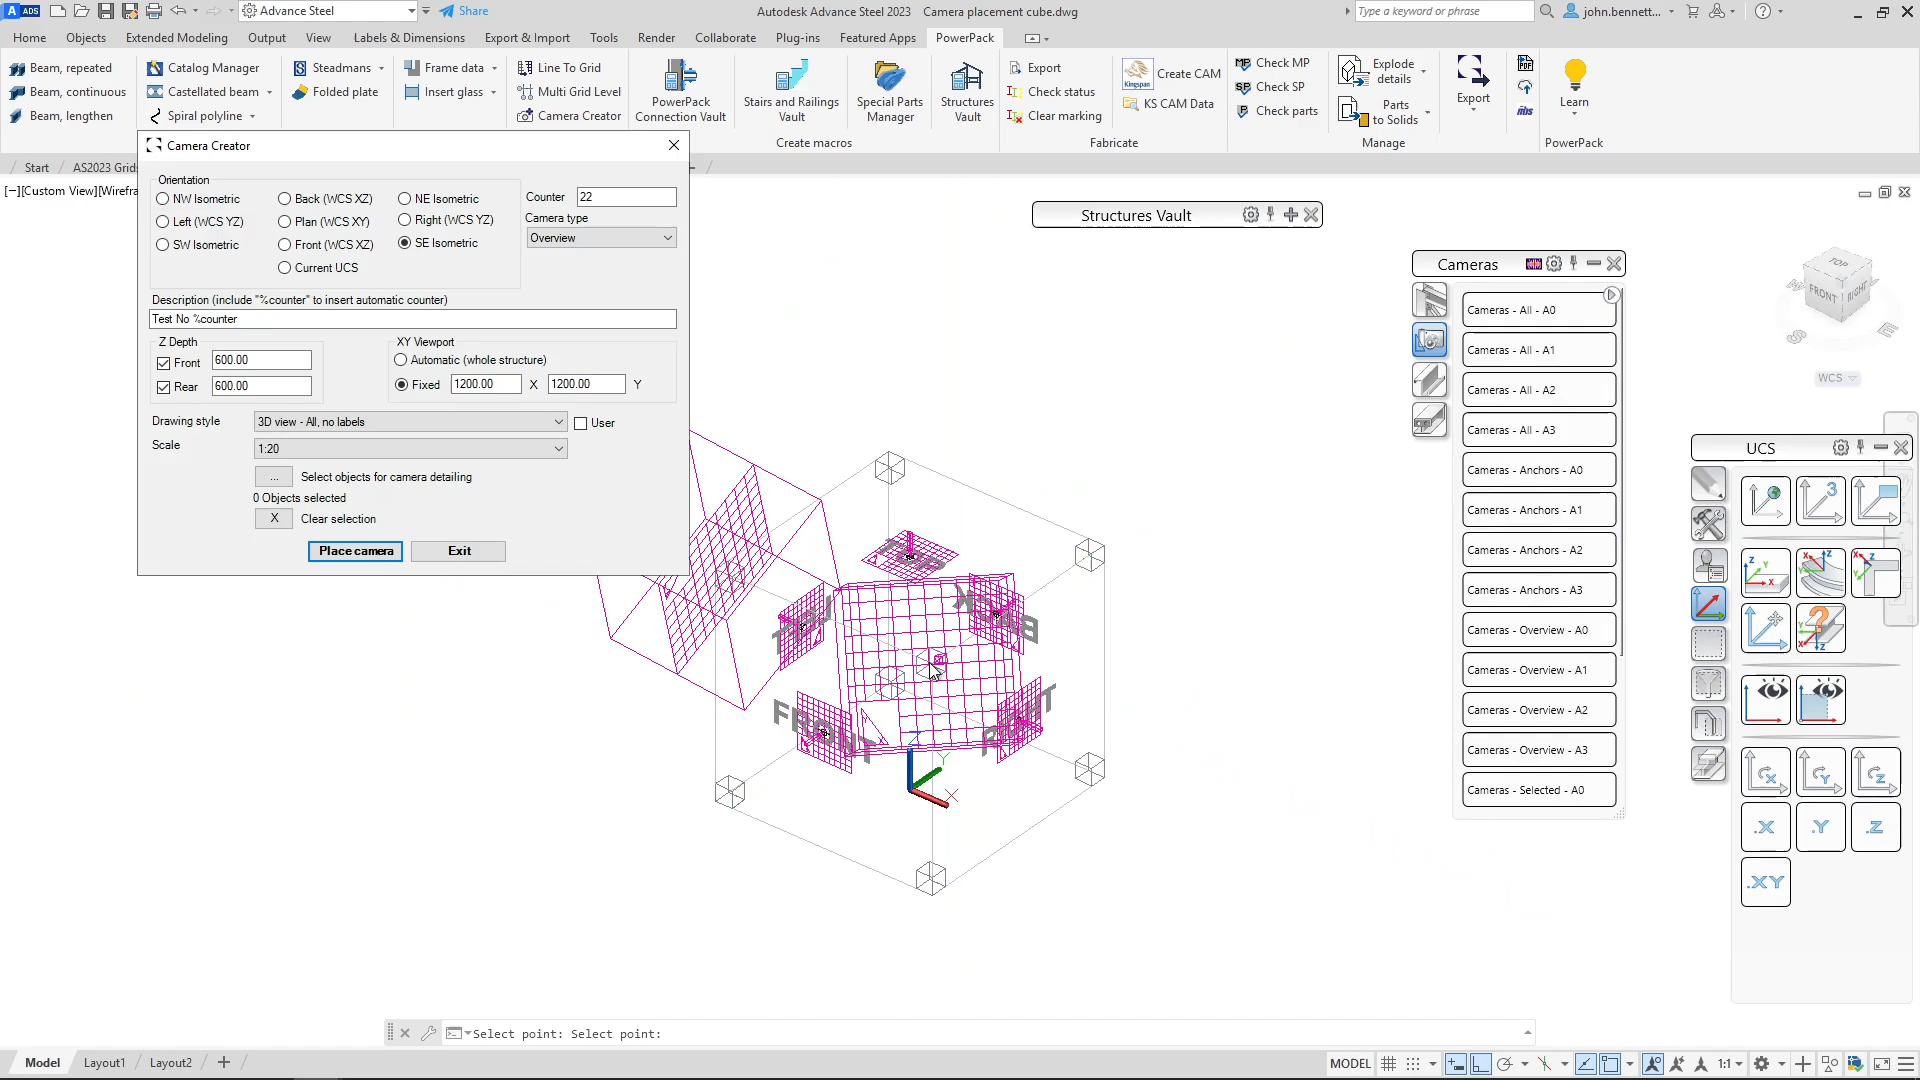 A ADS
Advance Steel
Share
Autodesk Advance Steel 2023 Camera placement cube.dwg
Type a keyword or phrase
john.bennett...
Home Objects Extended Modeling Output View Labels & Dimensions Export & Import Tools Render Collaborate Plug-ins Featured Apps PowerPack
Beam, repeated
Beam, continuous
Beam, lengthen
Catalog Manager
Castellated beam
Spiral polyline
Steadmans
Folded plate
Frame data
Insert glass
Line To Grid
Multi Grid Level
Camera Creator
PowerPack
Connection Vault
Stairs and Railings
Vault
Special Parts
Manager
Structures
Vault
Create macros
Export
Check status
Clear marking
Kingspan
Create CAM
KS CAM Data
Fabricate
MP Check MP
SP Check SP
P Check parts
Explode
details
Parts
to Solids
Export
Manage
PDF
nbs
Learn
PowerPack
Start
AS2023 Grid
[−][Custom View][Wirefra
Camera Creator
Orientation
NW Isometric
Back (WCS XZ)
NE Isometric
Left (WCS YZ)
Plan (WCS XY)
Right (WCS YZ)
SW Isometric
Front (WCS XZ)
SE Isometric
Current UCS
Counter 22
Camera type
Overview
Description (include "%counter" to insert automatic counter)
Test No %counter
Z Depth
Front 600.00
Rear 600.00
XY Viewport
Automatic (whole structure)
Fixed 1200.00 X 1200.00 Y
Drawing style 3D view - All, no labels
User
Scale 1:20
... Select objects for camera detailing
0 Objects selected
X Clear selection
Place camera
Exit
Structures Vault
Cameras
Cameras - All - A0
Cameras - All - A1
Cameras - All - A2
Cameras - All - A3
Cameras - Anchors - A0
Cameras - Anchors - A1
Cameras - Anchors - A2
Cameras - Anchors - A3
Cameras - Overview - A0
Cameras - Overview - A1
Cameras - Overview - A2
Cameras - Overview - A3
Cameras - Selected - A0
TOP
FRONT
RIGHT
S
E
WCS
UCS
3
Z
Y
X
X
Y
Z
.X
.Y
.Z
.XY
TOP
LEFT
BACK
FRONT
RIGHT
Z
Y
X
Select point: Select point:
Model Layout1 Layout2
MODEL
1:1